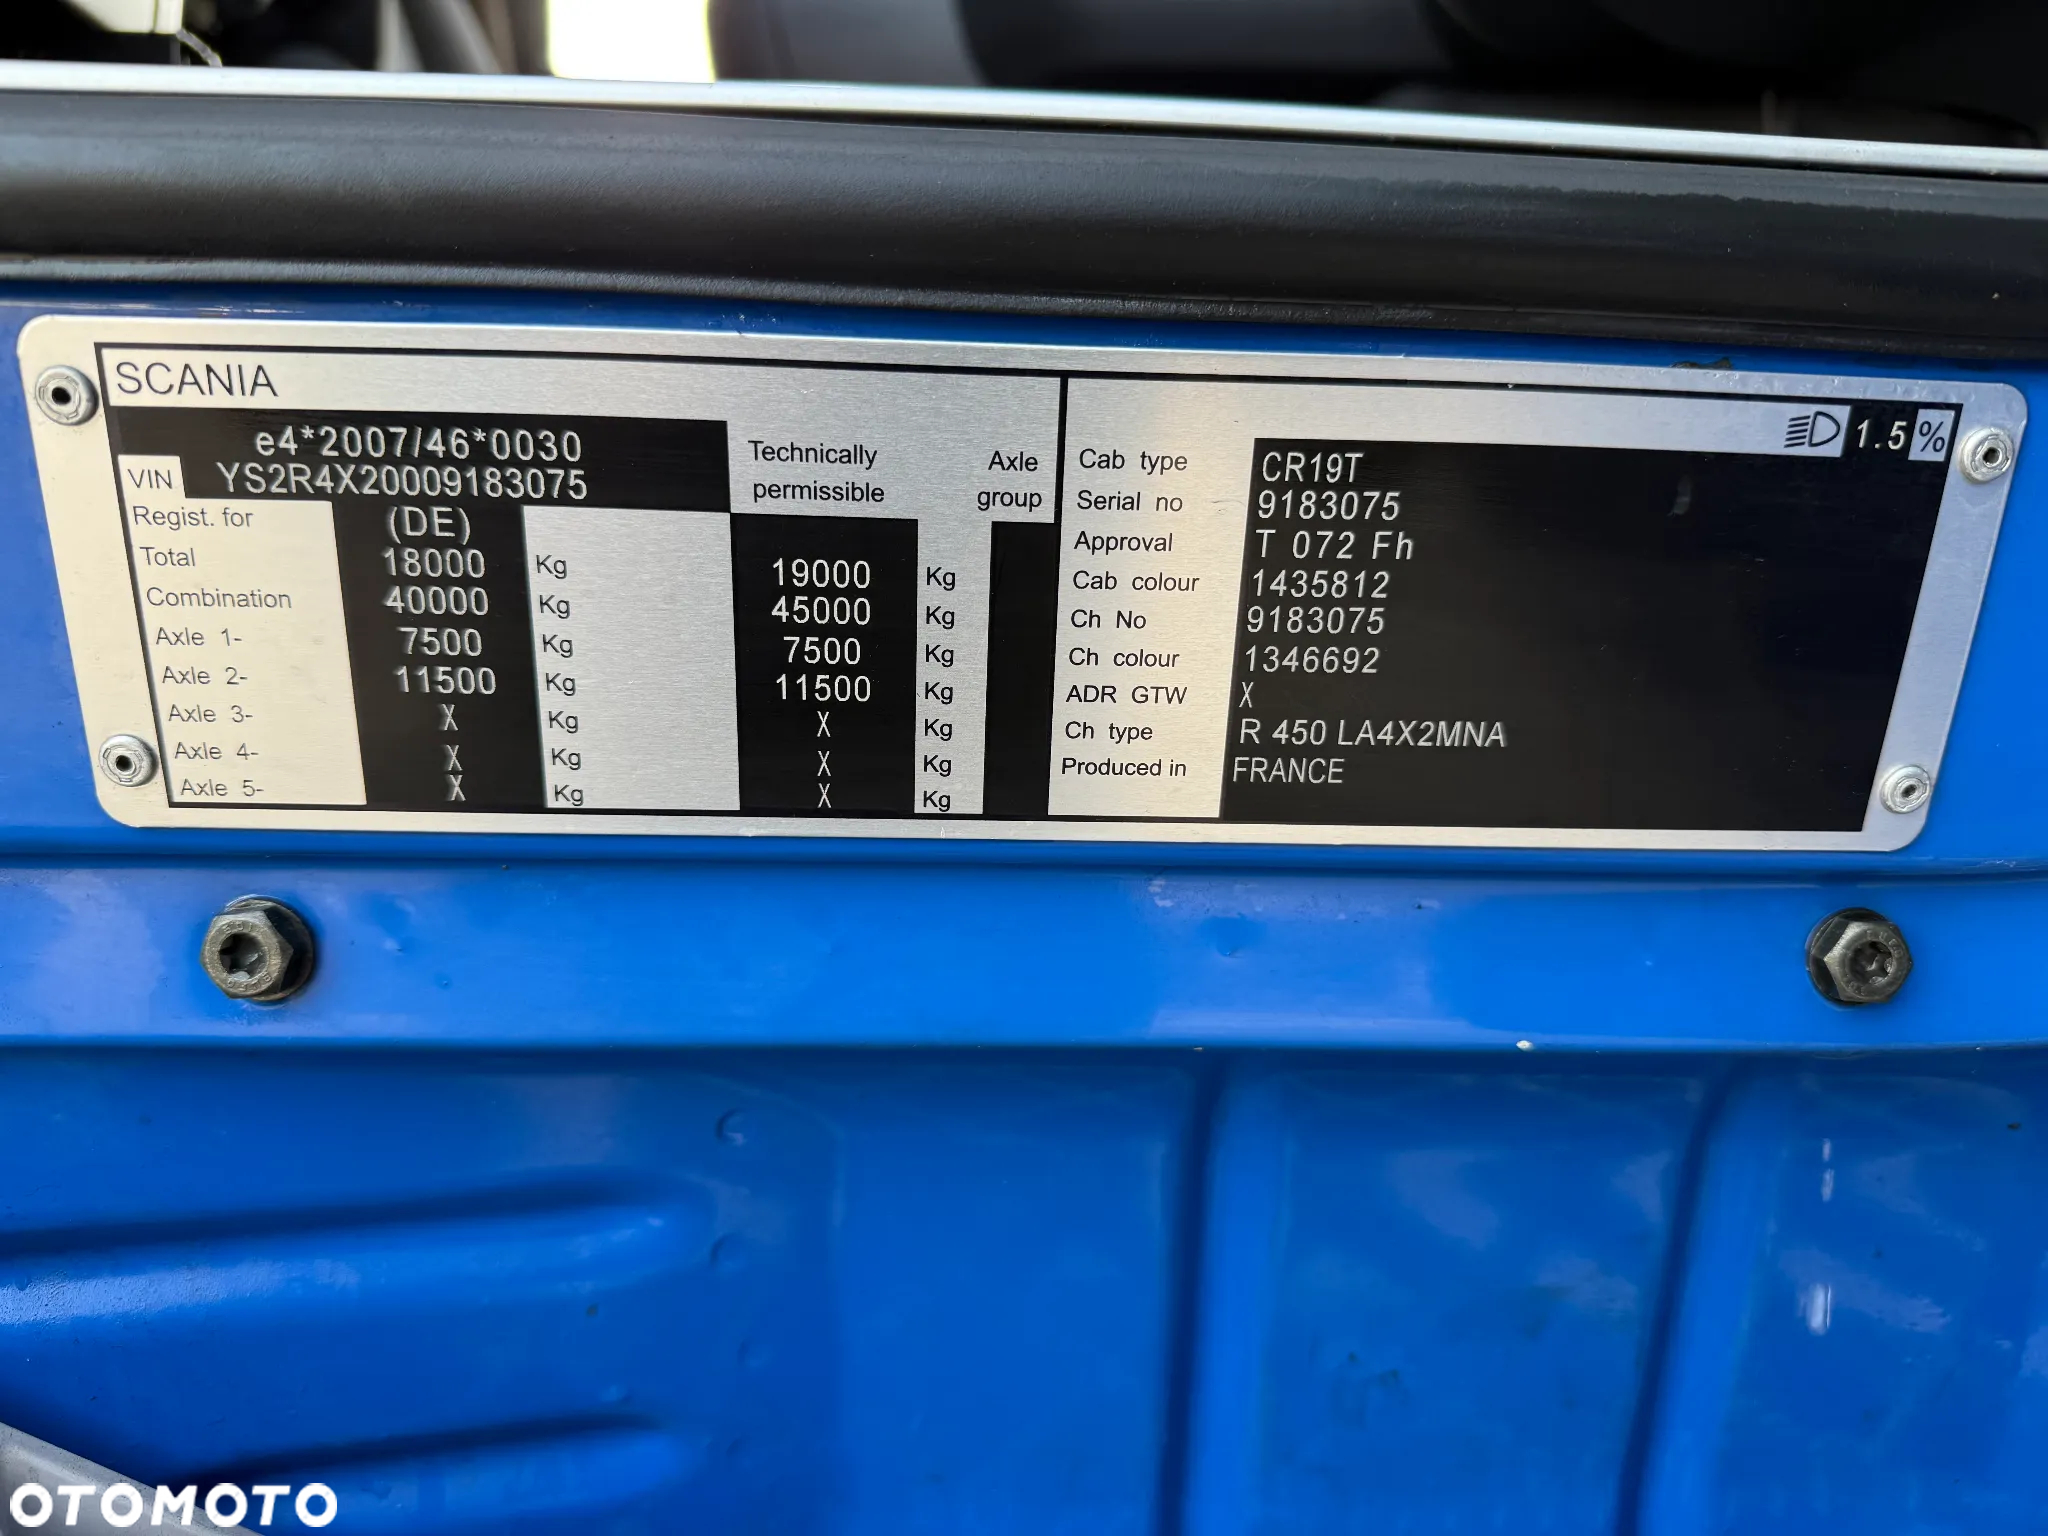 SCANIA
e4*2007/46*0030
VIN YS2R4X20009183075
Technically permissible
Axle group
Regist. for (DE)
Total 18000 Kg 19000 Kg
Combination 40000 Kg 45000 Kg
Axle 1- 7500 Kg 7500 Kg
Axle 2- 11500 Kg 11500 Kg
Axle 3- X Kg X Kg
Axle 4- X Kg X Kg
Axle 5- X Kg X Kg
1.5 %
Cab type CR19T
Serial no 9183075
Approval T 072 Fh
Cab colour 1435812
Ch No 9183075
Ch colour 1346692
ADR GTW X
Ch type R 450 LA4X2MNA
Produced in FRANCE
OTOMOTO